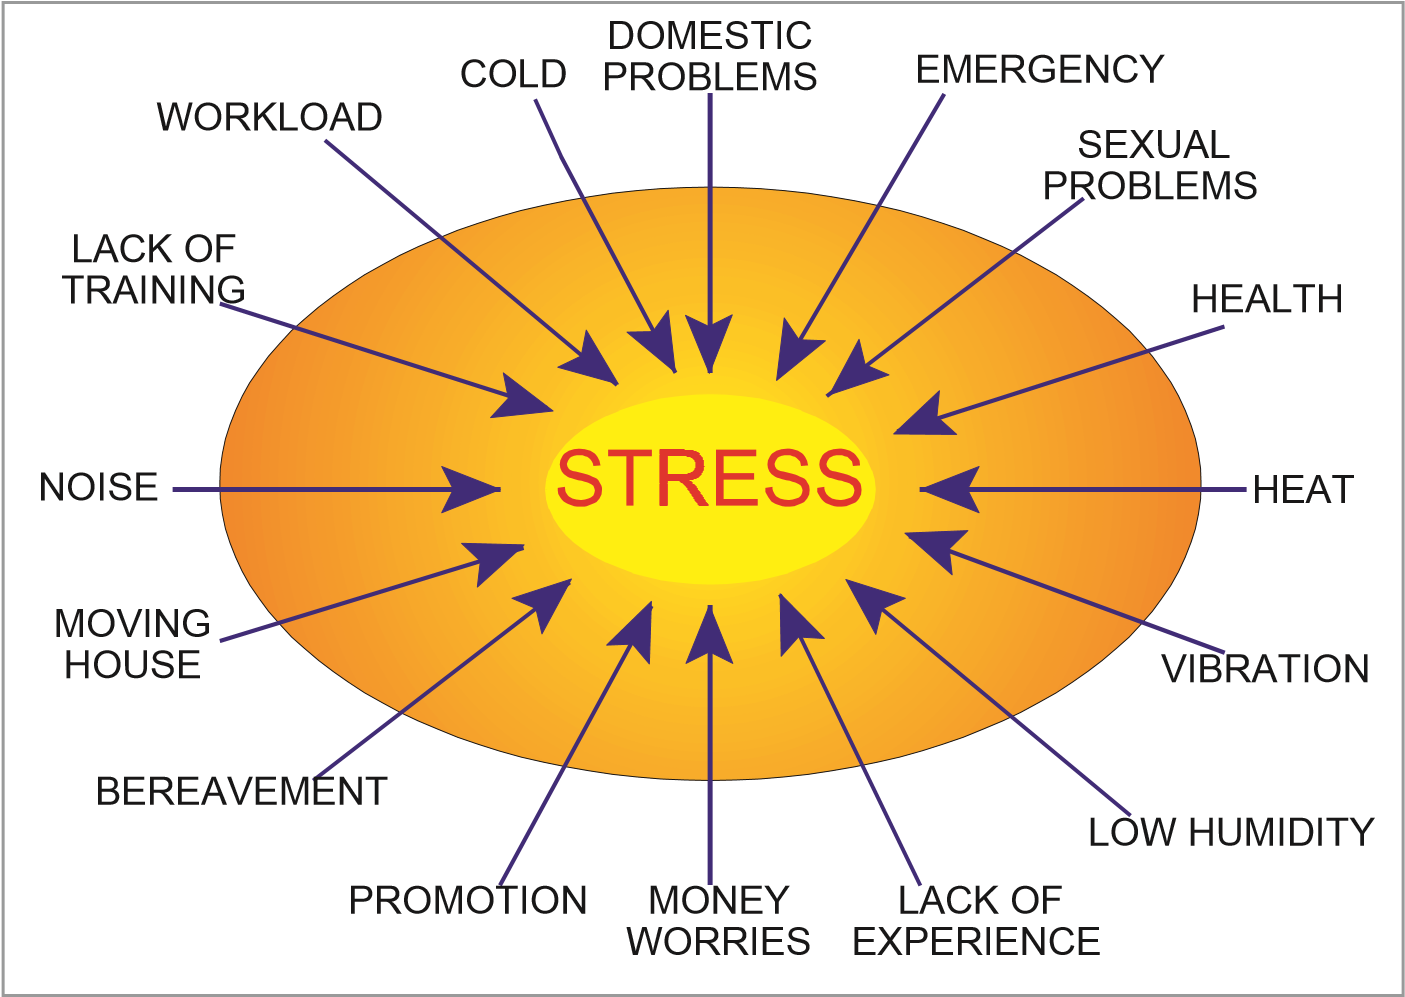 DOMESTIC
PROBLEMS
COLD
EMERGENCY
WORKLOAD
SEXUAL
PROBLEMS
LACK OF
TRAINING
HEALTH
NOISE
STRESS
HEAT
MOVING
HOUSE
VIBRATION
BEREAVEMENT
LOW HUMIDITY
PROMOTION
MONEY
WORRIES
LACK OF
EXPERIENCE